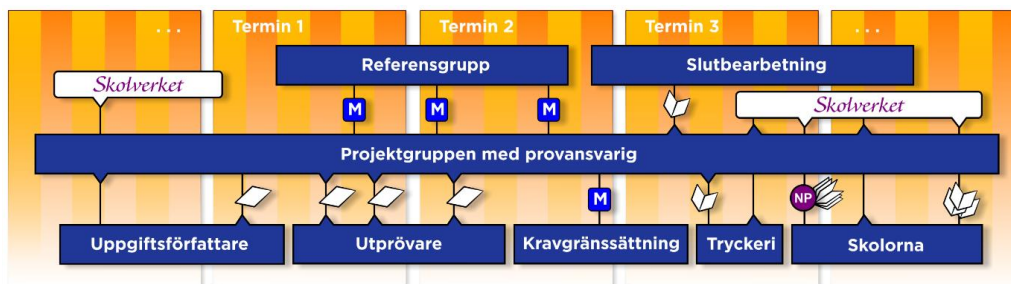 . . .
Termin 1
Termin 2
Termin 3
. . .
Referensgrupp
Slutbearbetning
Skolverket
M
M
M
Skolverket
Projektgruppen med provansvarig
M
NP
Uppgiftsförfattare
Utprövare
Kravgränssättning
Tryckeri
Skolorna